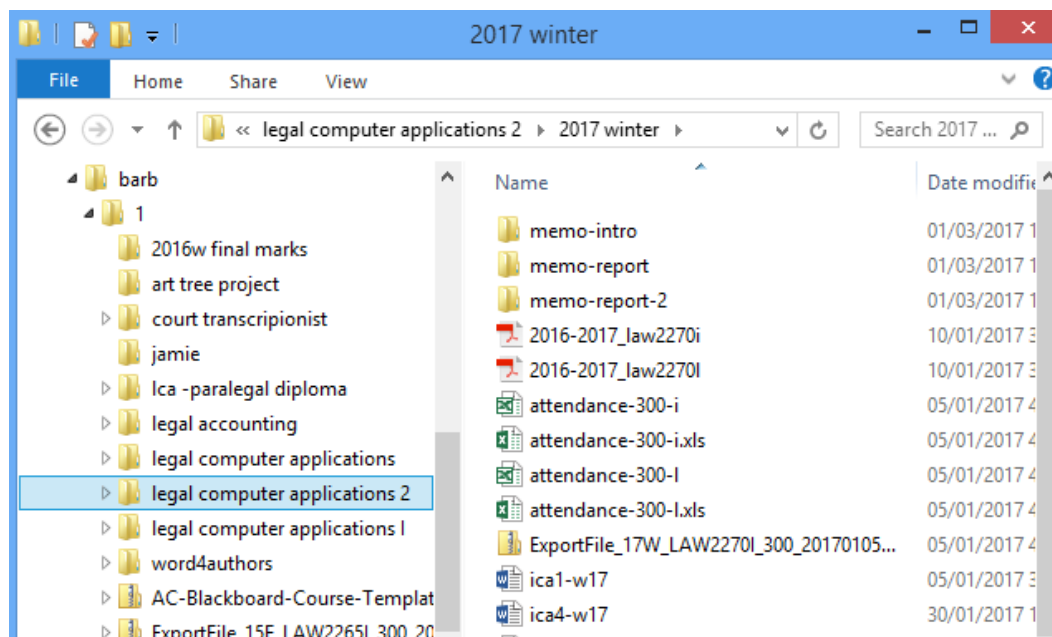 2017 winter
File Home Share View
« legal computer applications 2 2017 winter
Search 2017 ...
barb
1
2016w final marks
art tree project
court transcripionist
jamie
lca -paralegal diploma
legal accounting
legal computer applications
legal computer applications 2
legal computer applications l
word4authors
AC-Blackboard-Course-Templat
ExportFile_15F_LAW2265I_300_20
Name Date modifie
memo-intro 01/03/2017 1
memo-report 01/03/2017 1
memo-report-2 01/03/2017 1
2016-2017_law2270i 10/01/2017 3
2016-2017_law2270l 10/01/2017 3
attendance-300-i 05/01/2017 4
attendance-300-i.xls 05/01/2017 4
attendance-300-l 05/01/2017 4
attendance-300-l.xls 05/01/2017 4
ExportFile_17W_LAW2270I_300_20170105... 05/01/2017 4
ica1-w17 05/01/2017 3
ica4-w17 30/01/2017 1